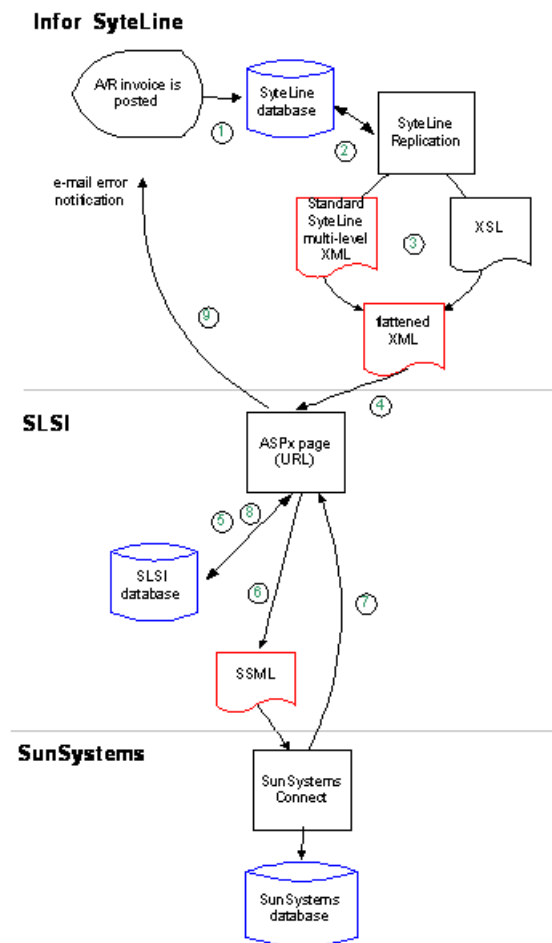 Infor SyteLine
A/R invoice is
posted
SyteLine
database
1
2
SyteLine
Replication
e-mail error
notification
Standard
SyteLine
multi-level
XML
3
XSL
9
flattened
XML
4
SLSI
ASPx page
(URL)
5
8
SLSI
database
6
7
SSML
SunSystems
SunSystems
Connect
SunSystems
database